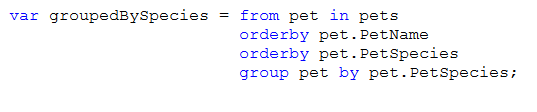 var groupedBySpecies = from pet in pets
orderby pet.PetName
orderby pet.PetSpecies
group pet by pet.PetSpecies;